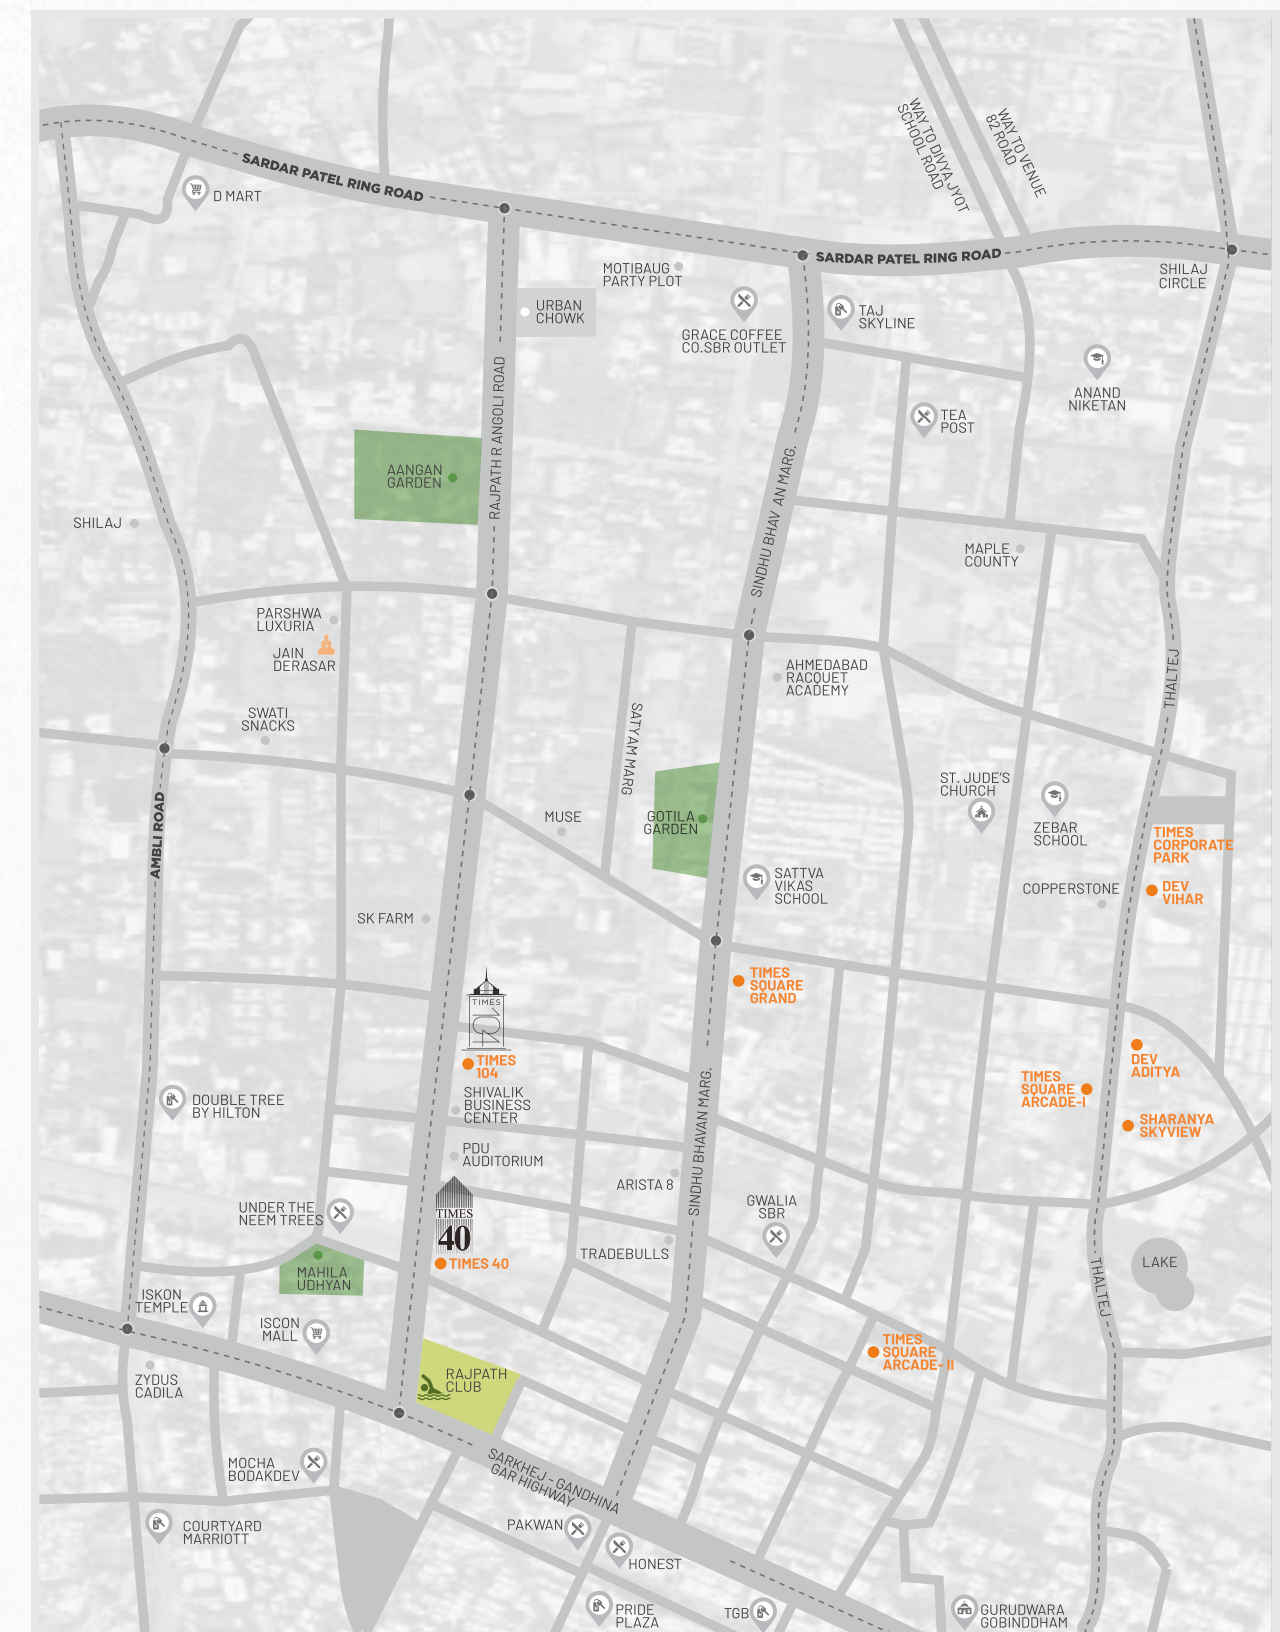 WAY TO DIVYA JYOT
SCHOOL ROAD
WAY TO VENUE
82 ROAD
SARDAR PATEL RING ROAD
D MART
SARDAR PATEL RING ROAD
SHILAJ
CIRCLE
MOTIBAUG
PARTY PLOT
URBAN
CHOWK
GRACE COFFEE
CO.SBR OUTLET
TAJ
SKYLINE
ANAND
NIKETAN
TEA
POST
RAJPATH R ANGOLI ROAD
AANGAN
GARDEN
SINDHU BHAV AN MARG.
SHILAJ
MAPLE
COUNTY
PARSHWA
LUXURIA
JAIN
DERASAR
AHMEDABAD
RACQUET
ACADEMY
THALTEJ
SWATI
SNACKS
SATYAM MARG
AMBLI ROAD
MUSE
GOTILA
GARDEN
ST. JUDE'S
CHURCH
ZEBAR
SCHOOL
TIMES
CORPORATE
PARK
SATTVA
VIKAS
SCHOOL
COPPERSTONE
DEV
VIHAR
SK FARM
TIMES
SQUARE
GRAND
TIMES
104
TIMES
104
DEV
ADITYA
TIMES
SQUARE
ARCADE-I
SHARANYA
SKYVIEW
DOUBLE TREE
BY HILTON
SHIVALIK
BUSINESS
CENTER
PDU
AUDITORIUM
SINDHU BHAVAN MARG.
ARISTA 8
UNDER THE
NEEM TREES
TIMES
40
GWALIA
SBR
TRADEBULLS
TIMES 40
MAHILA
UDHYAN
LAKE
THALTEJ
ISKON
TEMPLE
ISCON
MALL
TIMES
SQUARE
ARCADE- II
ZYDUS
CADILA
RAJPATH
CLUB
MOCHA
BODAKDEV
SARKHEJ - GANDHINA
GAR HIGHWAY
COURTYARD
MARRIOTT
PAKWAN
HONEST
PRIDE
PLAZA
TGB
GURUDWARA
GOBINDDHAM